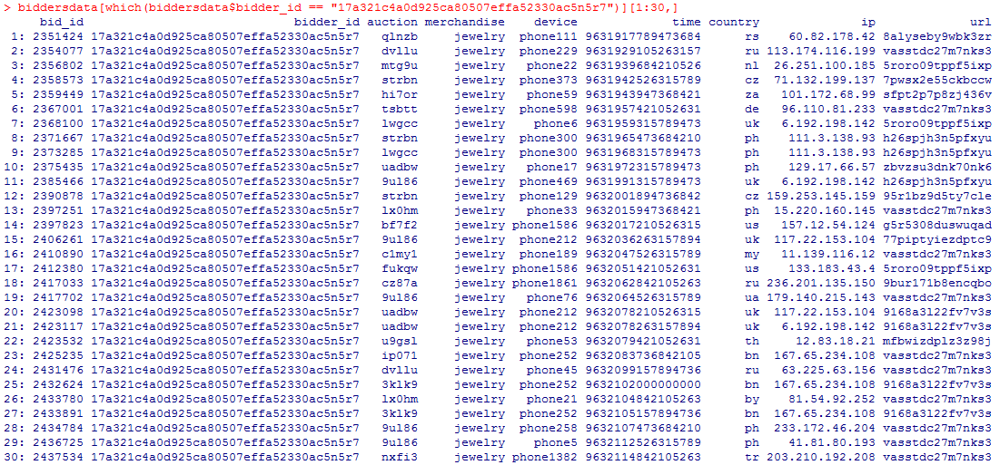 > biddersdata[which(biddersdata$bidder_id == "17a321c4a0d925ca80507effa52330ac5n5r7")][1:30,]
bid_id bidder_id auction merchandise device time country ip url
1: 2351424 17a321c4a0d925ca80507effa52330ac5n5r7 qlnzb jewelry phone111 9631917789473684 rs 60.82.178.42 8alyseby9wbk3zr
2: 2354077 17a321c4a0d925ca80507effa52330ac5n5r7 dvllu jewelry phone229 9631929105263157 ru 113.174.116.199 vasstdc27m7nks3
3: 2356802 17a321c4a0d925ca80507effa52330ac5n5r7 mtg9u jewelry phone22 9631939684210526 nl 26.251.100.185 5roro09tppf5ixp
4: 2358573 17a321c4a0d925ca80507effa52330ac5n5r7 strbn jewelry phone373 9631942526315789 cz 71.132.199.137 7pwsx2e55ckbccw
5: 2359449 17a321c4a0d925ca80507effa52330ac5n5r7 hi7or jewelry phone59 9631943947368421 za 101.172.68.99 sfpt2p7p8zj436v
6: 2367001 17a321c4a0d925ca80507effa52330ac5n5r7 tsbtt jewelry phone598 9631957421052631 de 96.110.81.233 vasstdc27m7nks3
7: 2368100 17a321c4a0d925ca80507effa52330ac5n5r7 lwgcc jewelry phone6 9631959315789473 uk 6.192.198.142 5roro09tppf5ixp
8: 2371667 17a321c4a0d925ca80507effa52330ac5n5r7 strbn jewelry phone300 9631965473684210 ph 111.3.138.93 h26spjh3n5pfxyu
9: 2373285 17a321c4a0d925ca80507effa52330ac5n5r7 lwgcc jewelry phone300 9631968315789473 ph 111.3.138.93 h26spjh3n5pfxyu
10: 2375435 17a321c4a0d925ca80507effa52330ac5n5r7 uadbw jewelry phone17 9631972315789473 ph 129.17.66.57 zbvzsu3dnk70nk6
11: 2385466 17a321c4a0d925ca80507effa52330ac5n5r7 9ul86 jewelry phone469 9631991315789473 uk 6.192.198.142 h26spjh3n5pfxyu
12: 2390878 17a321c4a0d925ca80507effa52330ac5n5r7 strbn jewelry phone129 9632001894736842 cz 159.253.145.159 95r1bz9d5ty7cle
13: 2397251 17a321c4a0d925ca80507effa52330ac5n5r7 lx0hm jewelry phone33 9632015947368421 ph 15.220.160.145 vasstdc27m7nks3
14: 2397823 17a321c4a0d925ca80507effa52330ac5n5r7 bf7f2 jewelry phone1586 9632017210526315 us 157.12.54.124 g5r5308duswuqad
15: 2406261 17a321c4a0d925ca80507effa52330ac5n5r7 9ul86 jewelry phone212 9632036263157894 uk 117.22.153.104 77piptyiezdptc9
16: 2410890 17a321c4a0d925ca80507effa52330ac5n5r7 c1my1 jewelry phone189 9632047526315789 my 11.139.116.12 vasstdc27m7nks3
17: 2412380 17a321c4a0d925ca80507effa52330ac5n5r7 fukqw jewelry phone1586 9632051421052631 us 133.183.43.4 5roro09tppf5ixp
18: 2417033 17a321c4a0d925ca80507effa52330ac5n5r7 cz87a jewelry phone1861 9632062842105263 ru 236.201.135.150 9bur171b8encqbo
19: 2417702 17a321c4a0d925ca80507effa52330ac5n5r7 9ul86 jewelry phone76 9632064526315789 ua 179.140.215.143 vasstdc27m7nks3
20: 2423098 17a321c4a0d925ca80507effa52330ac5n5r7 uadbw jewelry phone212 9632078210526315 uk 117.22.153.104 9168a3l22fv7v3s
21: 2423117 17a321c4a0d925ca80507effa52330ac5n5r7 uadbw jewelry phone212 9632078263157894 uk 6.192.198.142 9168a3l22fv7v3s
22: 2423532 17a321c4a0d925ca80507effa52330ac5n5r7 u9gsl jewelry phone53 9632079421052631 th 12.83.18.21 mfbwizdplz3z98j
23: 2425235 17a321c4a0d925ca80507effa52330ac5n5r7 ip071 jewelry phone252 9632083736842105 bn 167.65.234.108 vasstdc27m7nks3
24: 2431476 17a321c4a0d925ca80507effa52330ac5n5r7 dvllu jewelry phone45 9632099157894736 ru 63.225.63.156 vasstdc27m7nks3
25: 2432624 17a321c4a0d925ca80507effa52330ac5n5r7 3klk9 jewelry phone252 9632102000000000 bn 167.65.234.108 9168a3l22fv7v3s
26: 2433780 17a321c4a0d925ca80507effa52330ac5n5r7 lx0hm jewelry phone21 9632104842105263 by 81.54.92.252 vasstdc27m7nks3
27: 2433891 17a321c4a0d925ca80507effa52330ac5n5r7 3klk9 jewelry phone252 9632105157894736 bn 167.65.234.108 9168a3l22fv7v3s
28: 2434784 17a321c4a0d925ca80507effa52330ac5n5r7 9ul86 jewelry phone258 9632107473684210 ph 233.172.46.204 vasstdc27m7nks3
29: 2436725 17a321c4a0d925ca80507effa52330ac5n5r7 9ul86 jewelry phone5 9632112526315789 ph 41.81.80.193 vasstdc27m7nks3
30: 2437534 17a321c4a0d925ca80507effa52330ac5n5r7 nxfi3 jewelry phone1382 9632114842105263 tr 203.210.192.208 vasstdc27m7nks3